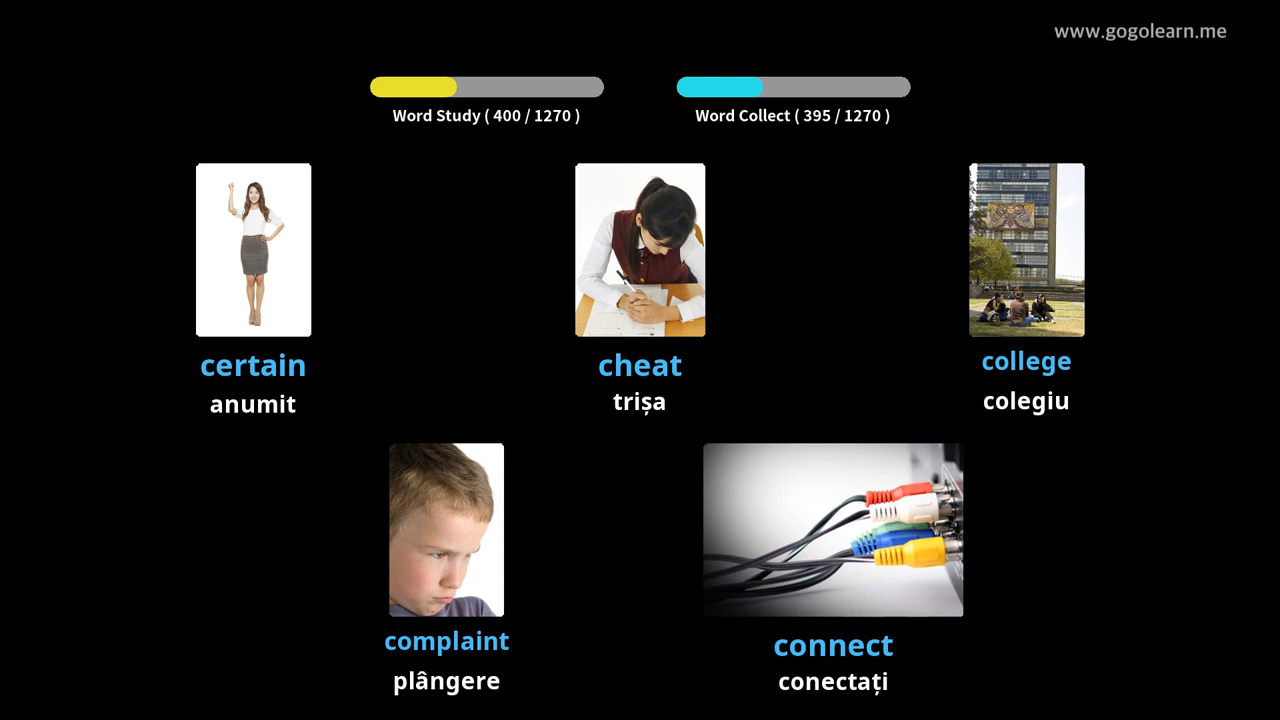 www.gogolearn.me
Word Study ( 400 / 1270 )
Word Collect ( 395 / 1270 )
certain
anumit
cheat
trișa
college
colegiu
complaint
plângere
connect
conectați